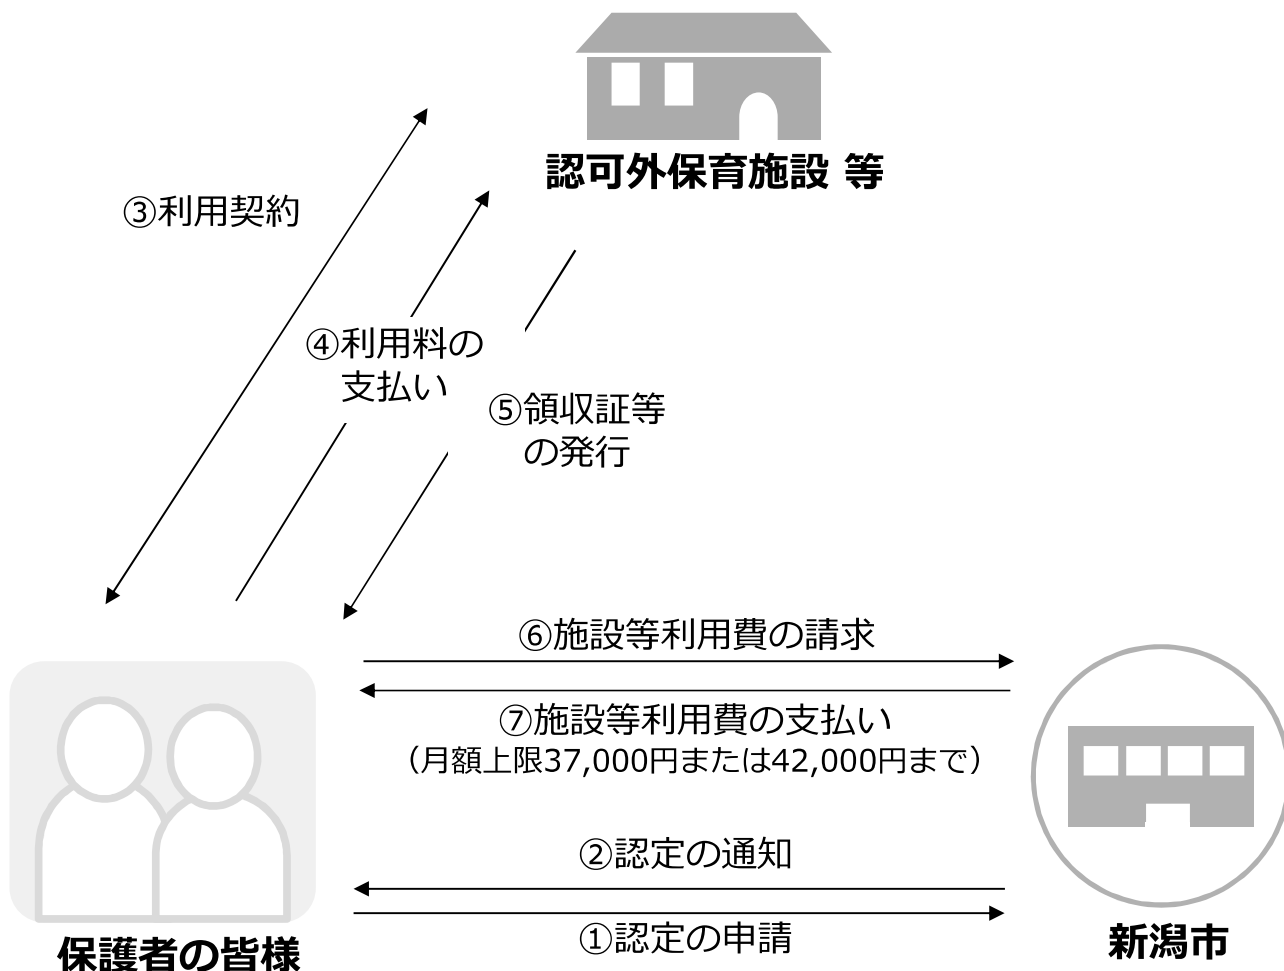 認可外保育施設 等
③利用契約
④利用料の
支払い
⑤領収証等
の発行
⑥施設等利用費の請求
⑦施設等利用費の支払い
（月額上限37,000円または42,000円まで）
②認定の通知
①認定の申請
保護者の皆様
新潟市